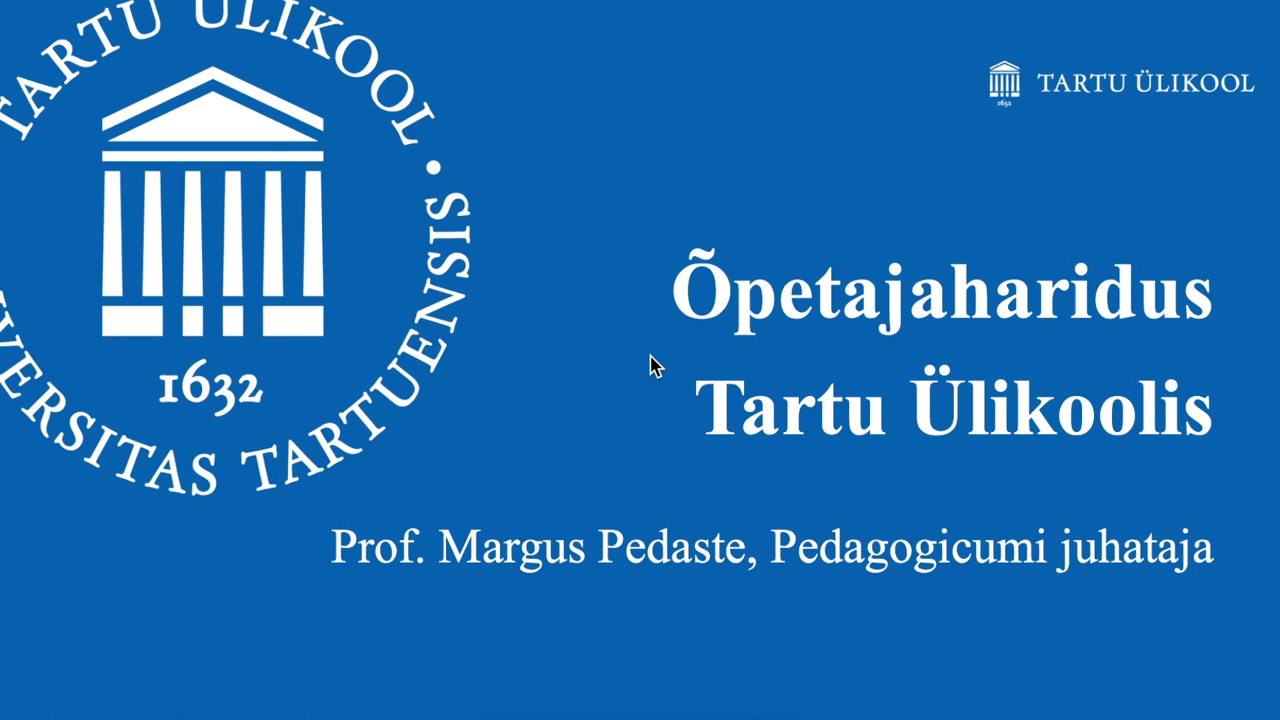 TARTU ÜLIKOOL • UNIVERSITAS TARTUENSIS
1632
TARTU ÜLIKOOL
1632
Õpetajaharidus
Tartu Ülikoolis
Prof. Margus Pedaste, Pedagogicumi juhataja